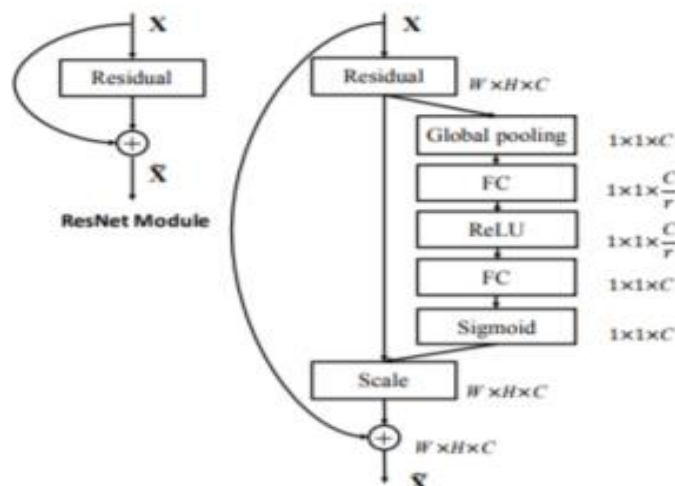 X
Residual
+
X̃
ResNet Module
X
Residual
W×H×C
Global pooling
1×1×C
FC
1×1×C/r
ReLU
1×1×C/r
FC
1×1×C
Sigmoid
1×1×C
Scale
W×H×C
+
W×H×C
X̃